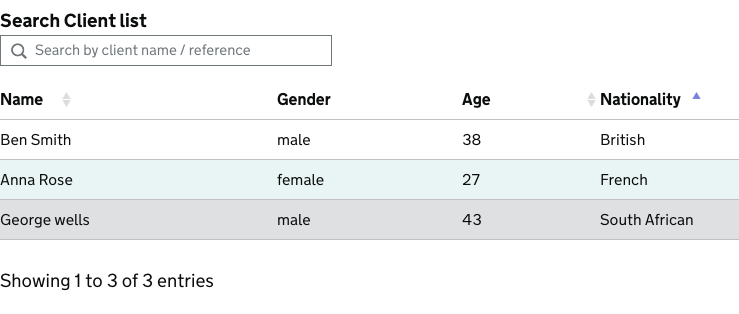 Search Client list
Search by client name / reference
Name Gender Age Nationality
Ben Smith male 38 British
Anna Rose female 27 French
George wells male 43 South African
Showing 1 to 3 of 3 entries